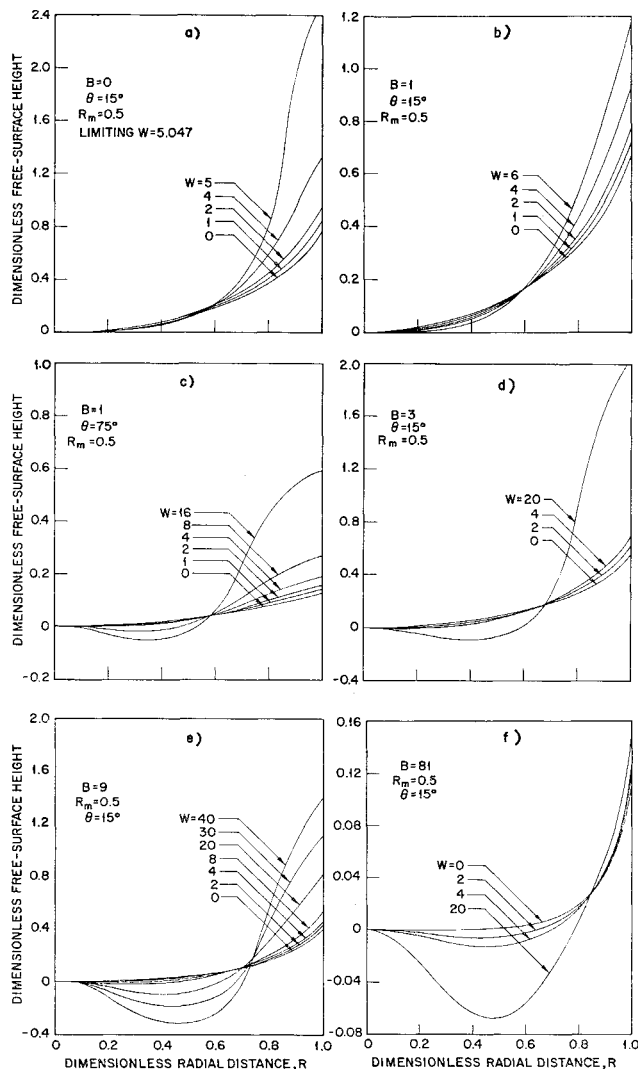 a)
DIMENSIONLESS FREE-SURFACE HEIGHT
2.4
2.0
1.6
1.2
0.8
0.4
0
B=0
θ=15°
Rm=0.5
LIMITING W=5.047
W=5
4
2
1
0
b)
1.2
1.0
0.8
0.6
0.4
0.2
0
B=1
θ=15°
Rm=0.5
W=6
4
2
1
0
c)
DIMENSIONLESS FREE-SURFACE HEIGHT
1.0
0.8
0.6
0.4
0.2
0
-0.2
B=1
θ=75°
Rm=0.5
W=16
8
4
2
1
0
d)
2.0
1.6
1.2
0.8
0.4
0
-0.4
B=3
θ=15°
Rm=0.5
W=20
4
2
0
e)
DIMENSIONLESS FREE-SURFACE HEIGHT
2.0
1.6
1.2
0.8
0.4
0
-0.4
B=9
Rm=0.5
θ=15°
W=40
30
20
8
4
2
0
0 0.2 0.4 0.6 0.8 1.0
DIMENSIONLESS RADIAL DISTANCE, R
f)
0.16
0.12
0.08
0.04
0
-0.04
-0.08
B=81
Rm=0.5
θ=15°
W=0
2
4
20
0 0.2 0.4 0.6 0.8 1.0
DIMENSIONLESS RADIAL DISTANCE, R